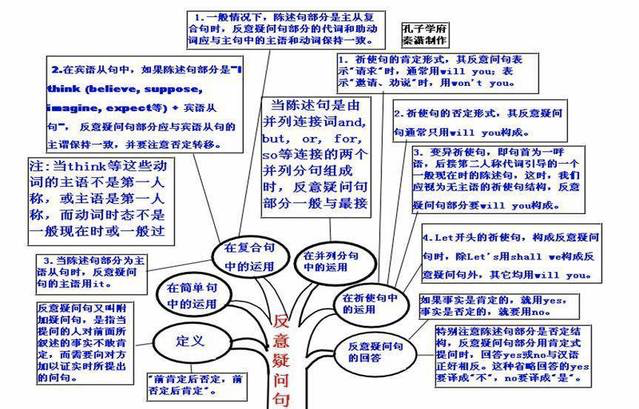 1.一般情况下，陈述句部分是主从复
合句时，反意疑问部分的代词和助动
词应与主句中的主语和动词保持一致。
孔子学府
秦潇制作
2.在宾语从句中，如果陈述句部分是"I
think (believe, suppose,
imagine, expect等) + 宾语从
句"， 反意疑问句部分应与宾语从句的
主谓保持一致，并要注意否定转移。
注:当think等这些动
词的主语不是第一人
称，或主语是第一人
称，而动词时态不是
一般现在时或一般过
3.当陈述句部分为主
语从句时，反意疑问
句的主语用it。
当陈述句是由
并列连接词and,
but, or, for,
so等连接的两个
并列分句组成
时，反意疑问句
部分一般与最接
1. 祈使句的肯定形式，其反意问句表
示"请求"时，通常用will you；表
示"邀请、劝说"时，用won't you。
2.祈使句的否定形式，其反意疑问
句通常只用will you构成。
3. 变异祈使句，即句首为一呼
语，后接第二人称代词引导的一个
一般现在时的陈述句，这时，我们
应视为无主语的祈使句结构，反意
疑问句部分要will you构成。
4.Let开头的祈使句，构成反意疑问
句时，除Let's用shall we构成反
意疑问句外，其它均用will you。
在复合句
中的运用
在并列分句
中的运用
在简单句
中的运用
在祈使句中
的运用
定义
反意疑问句
的回答
反意疑问句又叫附
加疑问句，是指当
提问的人对前面所
叙述的事实不敢肯
定，而需要向对方
加以证实时所提出
的问句。
"前肯定后否定，前
否定后肯定"。
如果事实是肯定的，就用yes,
事实是否定的，就要用no。
特别注意陈述句部分是否定结
构，反意疑问句部分用肯定式
提问时，回答yes或no与汉语
正好相反。这种省略回答的yes
要译成"不"，no要译成"是"。
反意疑问句